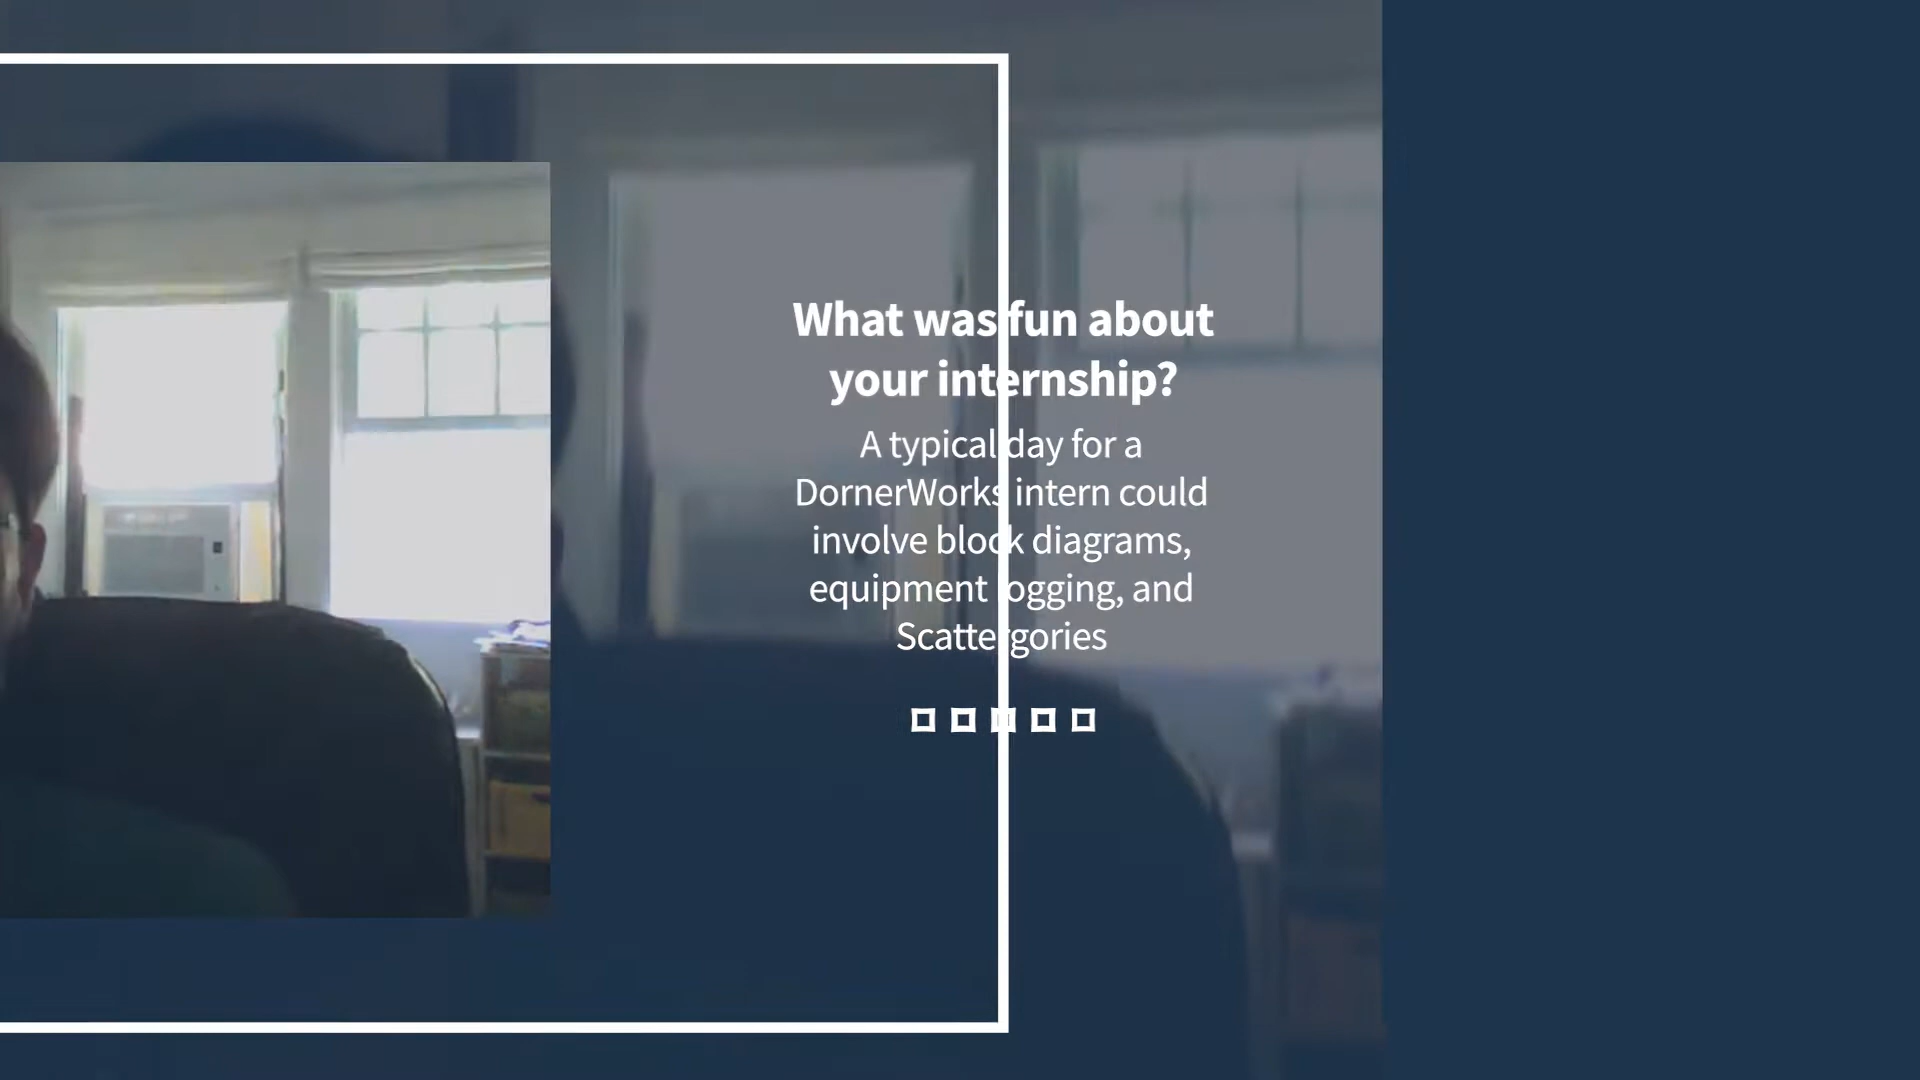 What was fun about
your internship?
A typical day for a
DornerWorks intern could
involve block diagrams,
equipment logging, and
Scattergories